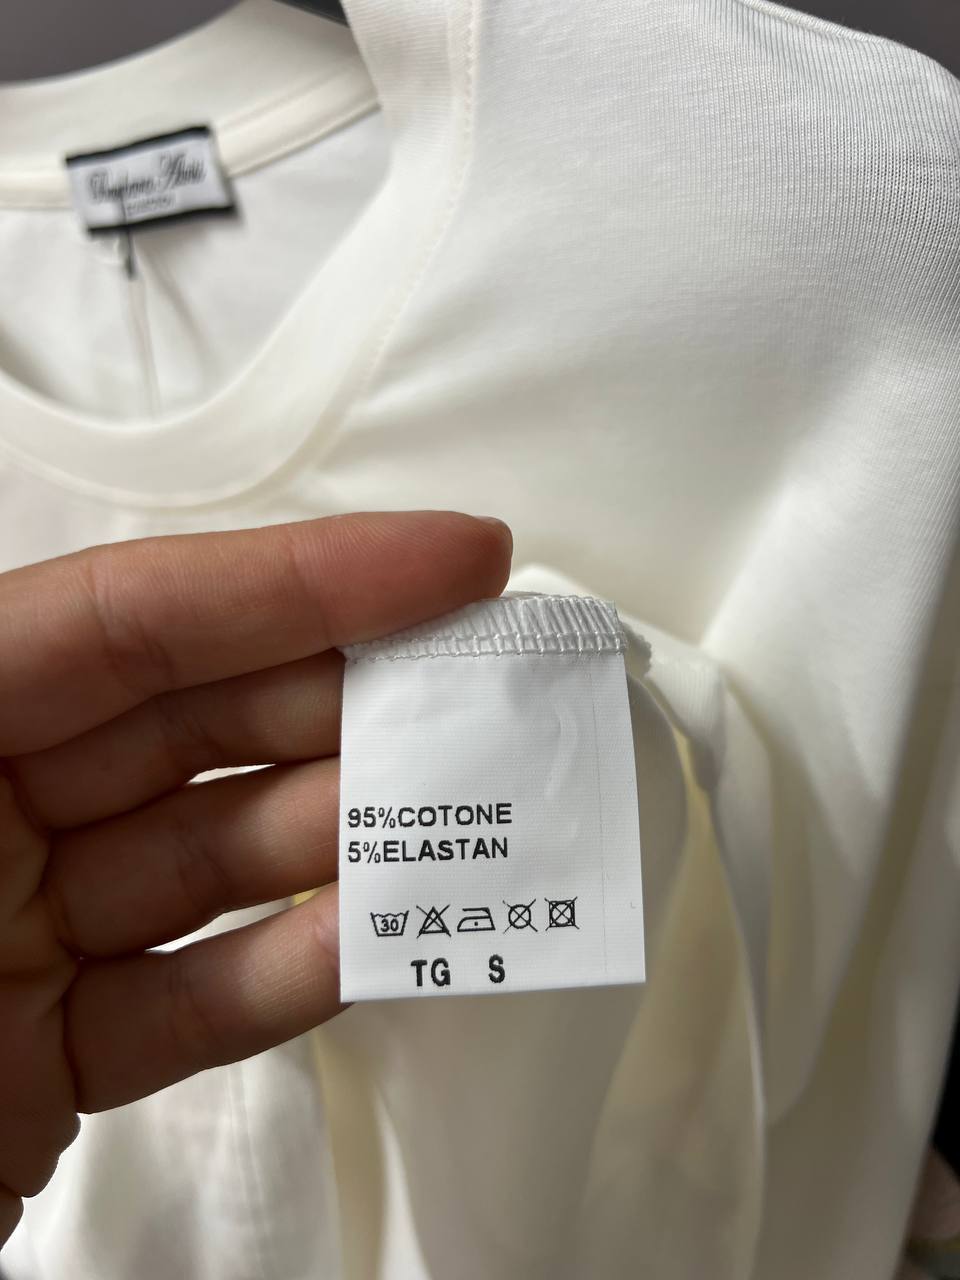 95%COTONE
5%ELASTAN
30
TG S